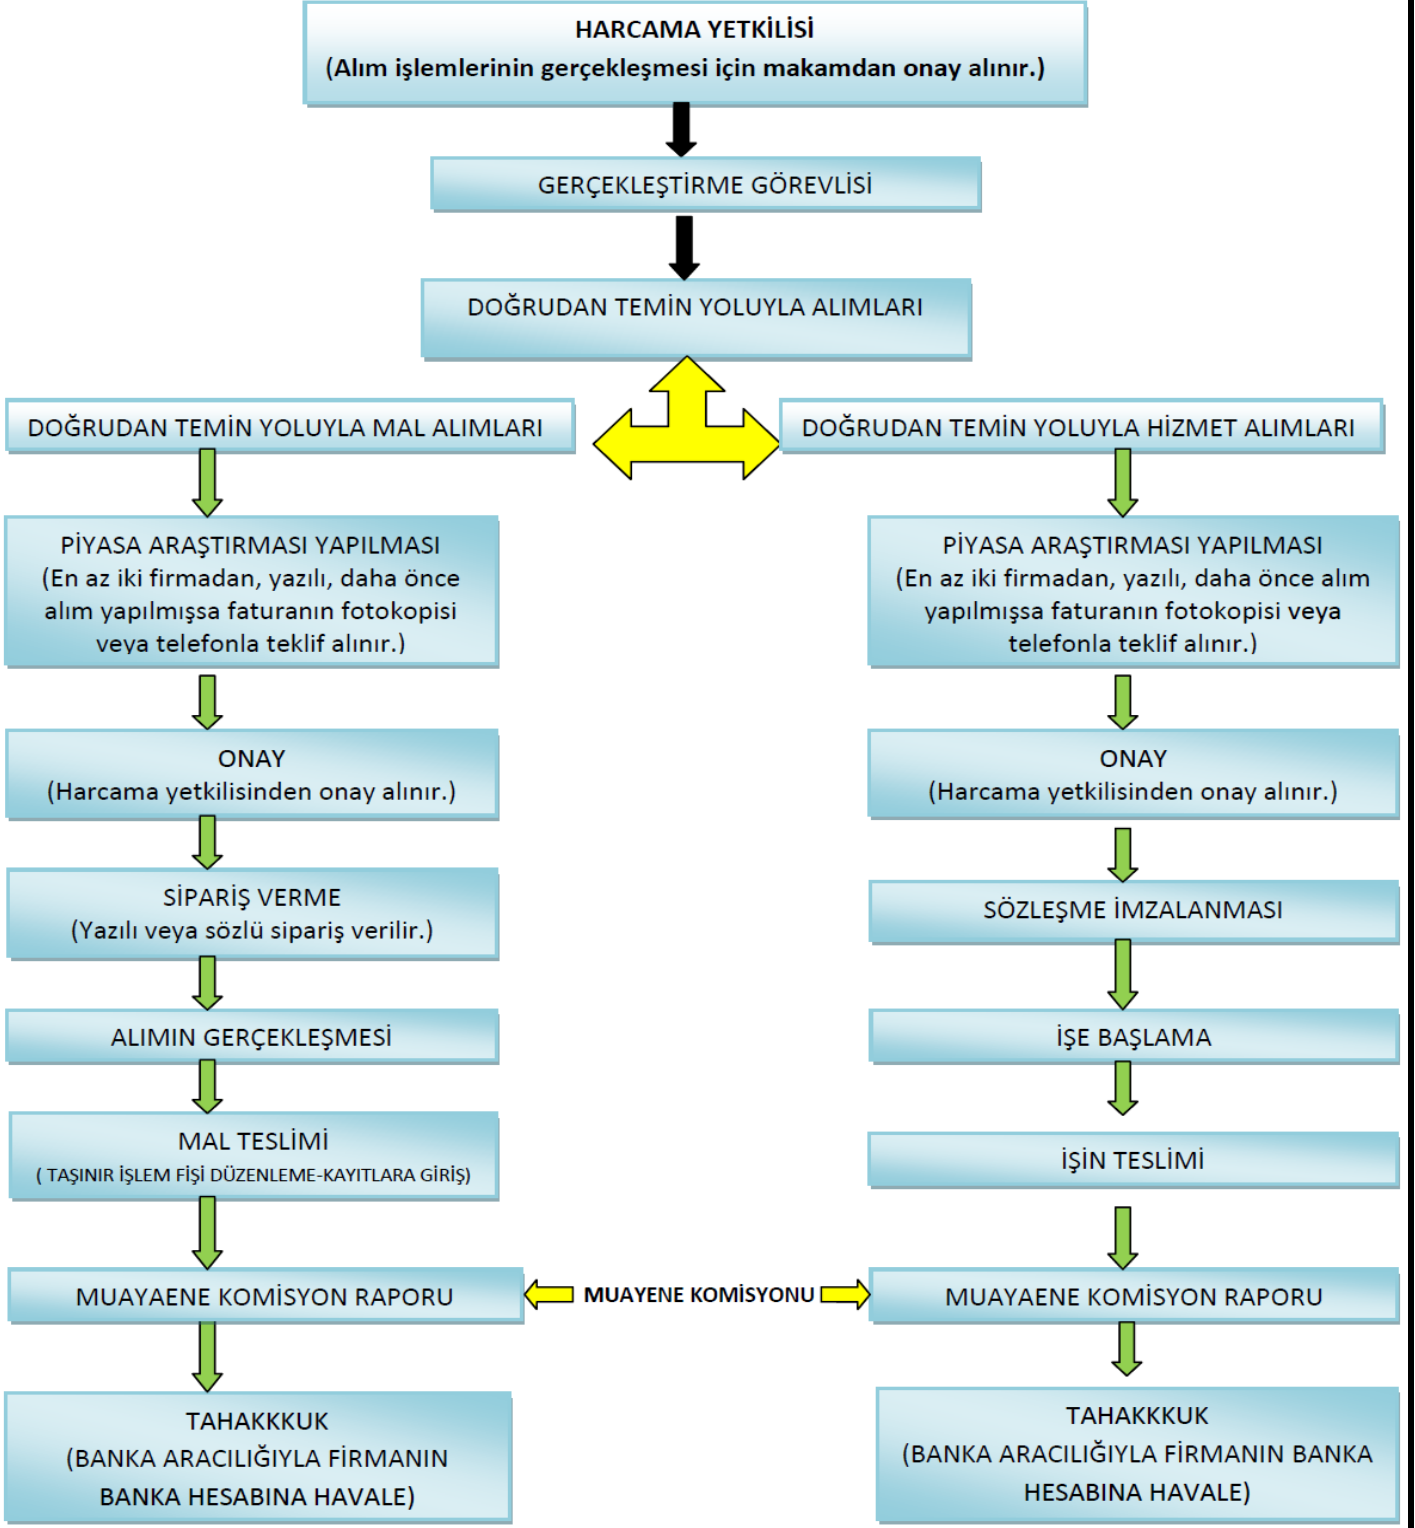 HARCAMA YETKİLİSİ
(Alım işlemlerinin gerçekleşmesi için makamdan onay alınır.)
GERÇEKLEŞTİRME GÖREVLİSİ
DOĞRUDAN TEMİN YOLUYLA ALIMLARI
DOĞRUDAN TEMİN YOLUYLA MAL ALIMLARI
PİYASA ARAŞTIRMASI YAPILMASI
(En az iki firmadan, yazılı, daha önce
alım yapılmışsa faturanın fotokopisi
veya telefonla teklif alınır.)
ONAY
(Harcama yetkilisinden onay alınır.)
SİPARİŞ VERME
(Yazılı veya sözlü sipariş verilir.)
ALIMIN GERÇEKLEŞMESİ
MAL TESLİMİ
( TAŞINIR İŞLEM FİŞİ DÜZENLEME-KAYITLARA GİRİŞ)
MUAYAENE KOMİSYON RAPORU
TAHAKKKUK
(BANKA ARACILIĞIYLA FİRMANIN
BANKA HESABINA HAVALE)
MUAYENE KOMİSYONU
DOĞRUDAN TEMİN YOLUYLA HİZMET ALIMLARI
PİYASA ARAŞTIRMASI YAPILMASI
(En az iki firmadan, yazılı, daha önce alım
yapılmışsa faturanın fotokopisi veya
telefonla teklif alınır.)
ONAY
(Harcama yetkilisinden onay alınır.)
SÖZLEŞME İMZALANMASI
İŞE BAŞLAMA
İŞİN TESLİMİ
MUAYAENE KOMİSYON RAPORU
TAHAKKKUK
(BANKA ARACILIĞIYLA FİRMANIN BANKA
HESABINA HAVALE)